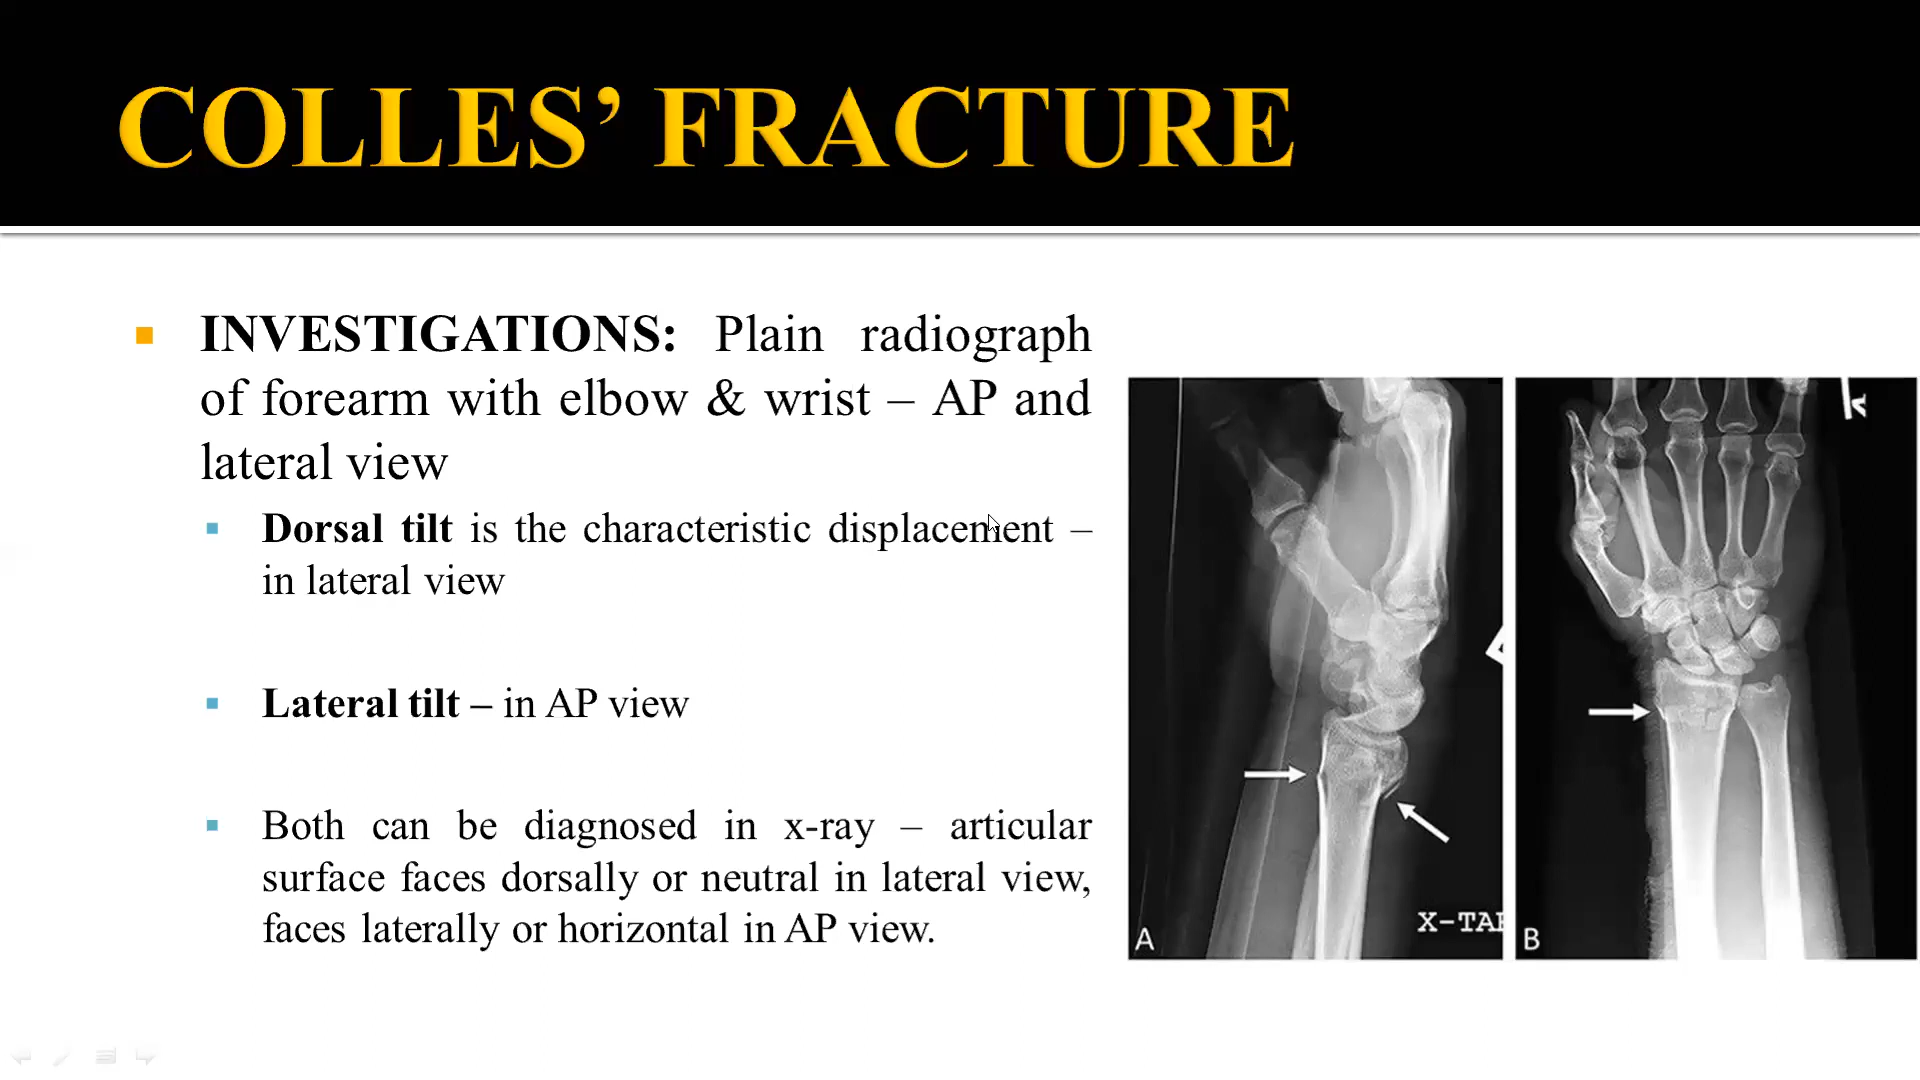 COLLES’ FRACTURE
INVESTIGATIONS: Plain radiograph
of forearm with elbow & wrist – AP and
lateral view
Dorsal tilt is the characteristic displacement –
in lateral view
Lateral tilt – in AP view
Both can be diagnosed in x-ray – articular
surface faces dorsally or neutral in lateral view,
faces laterally or horizontal in AP view.
A
X-TA
B